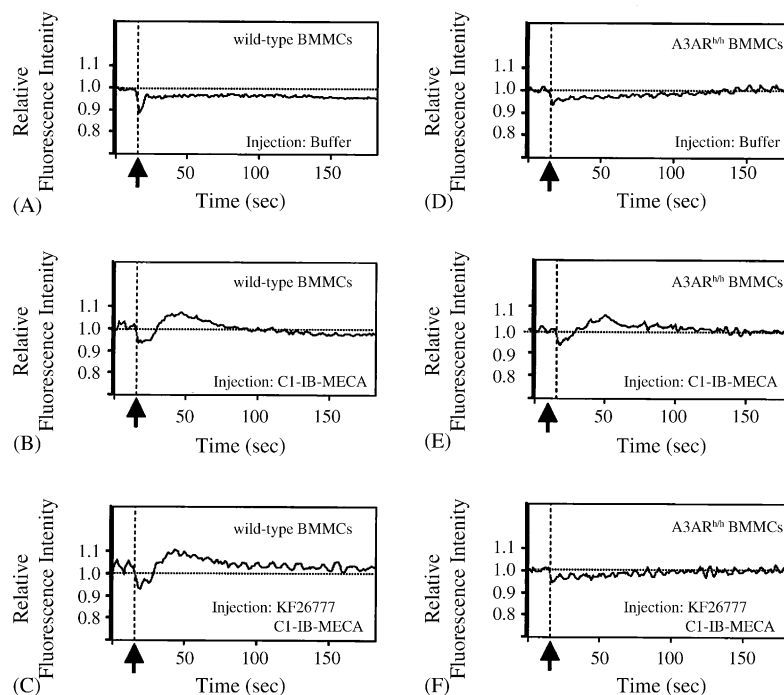 wild-type BMMCs
Relative
Fluorescence Intenity
1.1
1.0
0.9
0.8
Injection: Buffer
50
100
150
Time (sec)
(A)
A3ARh/h BMMCs
Relative
Fluorescence Intenity
1.1
1.0
0.9
0.8
Injection: Buffer
50
100
150
Time (sec)
(D)
wild-type BMMCs
Relative
Fluorescence Intenity
1.1
1.0
0.9
0.8
Injection: C1-IB-MECA
50
100
150
Time (sec)
(B)
A3ARh/h BMMCs
Relative
Fluorescence Intenity
1.1
1.0
0.9
0.8
Injection: C1-IB-MECA
50
100
150
Time (sec)
(E)
wild-type BMMCs
Relative
Fluorescence Intenity
1.1
1.0
0.9
0.8
Injection: KF26777
C1-IB-MECA
50
100
150
Time (sec)
(C)
A3ARh/h BMMCs
Relative
Fluorescence Intenity
1.1
1.0
0.9
0.8
Injection: KF26777
C1-IB-MECA
50
100
150
Time (sec)
(F)